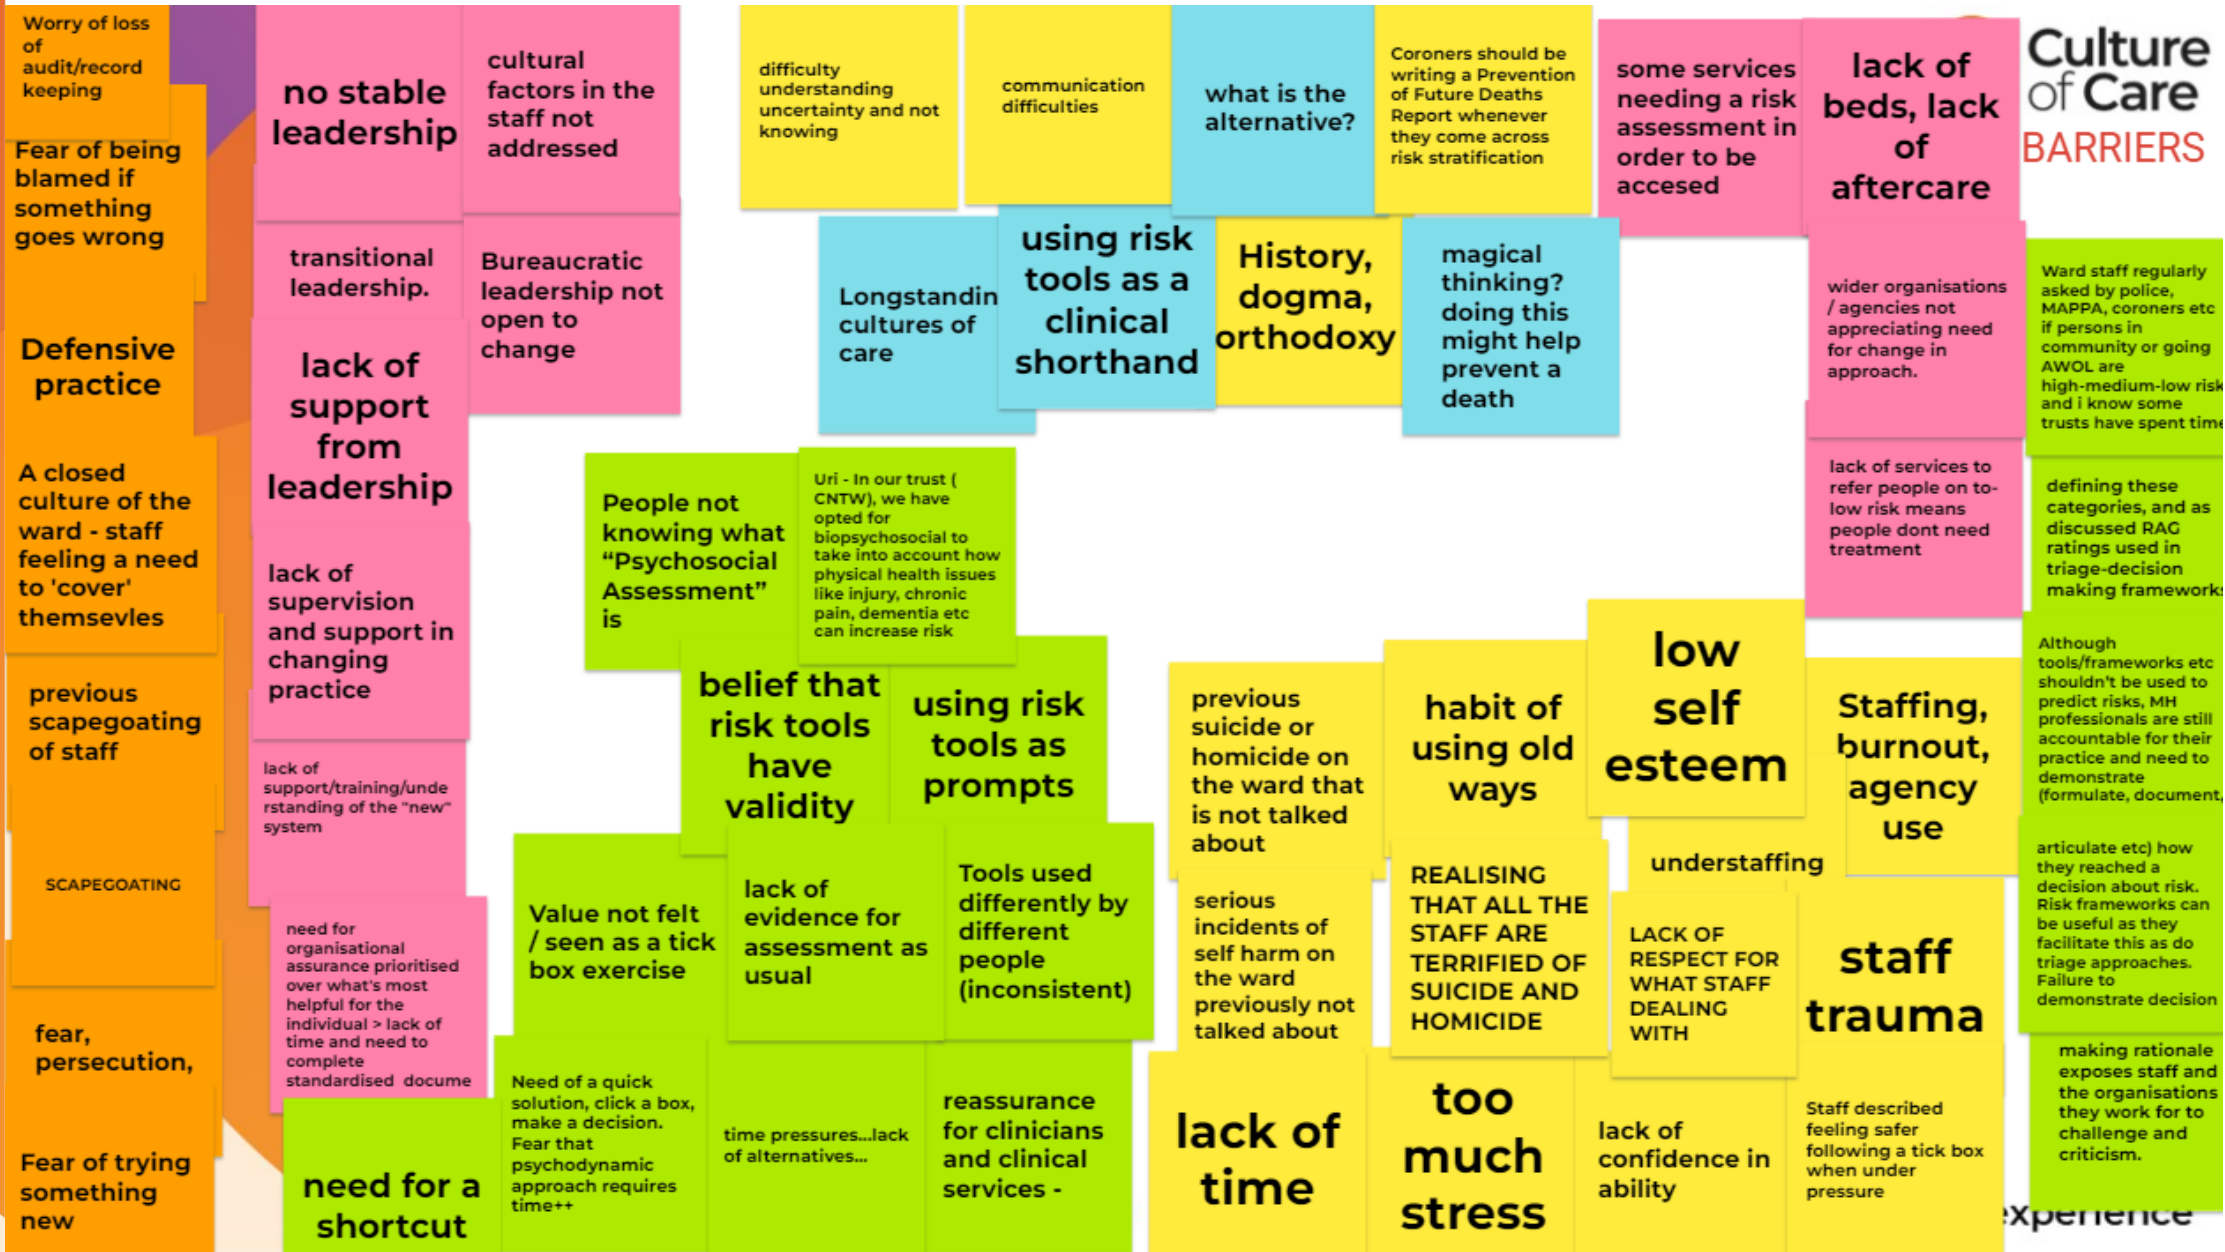 Worry of loss
of
audit/record
keeping
Fear of being
blamed if
something
goes wrong
Defensive
practice
A closed
culture of the
ward - staff
feeling a need
to 'cover'
themsevles
previous
scapegoating
of staff
SCAPEGOATING
fear,
persecution,
Fear of trying
something
new
no stable
leadership
cultural
factors in the
staff not
addressed
transitional
leadership.
Bureaucratic
leadership not
open to
change
lack of
support
from
leadership
lack of
supervision
and support in
changing
practice
lack of
support/training/unde
rstanding of the "new"
system
need for
organisational
assurance prioritised
over what's most
helpful for the
individual > lack of
time and need to
complete
standardised docume
difficulty
understanding
uncertainty and not
knowing
communication
difficulties
what is the
alternative?
Coroners should be
writing a Prevention
of Future Deaths
Report whenever
they come across
risk stratification
Longstandin
cultures of
care
using risk
tools as a
clinical
shorthand
History,
dogma,
orthodoxy
magical
thinking?
doing this
might help
prevent a
death
some services
needing a risk
assessment in
order to be
accesed
lack of
beds, lack
of
aftercare
wider organisations
/ agencies not
appreciating need
for change in
approach.
lack of services to
refer people on to-
low risk means
people dont need
treatment
Culture
of Care
BARRIERS
Ward staff regularly
asked by police,
MAPPA, coroners etc
if persons in
community or going
AWOL are
high-medium-low risk
and i know some
trusts have spent time
defining these
categories, and as
discussed RAG
ratings used in
triage-decision
making frameworks
Although
tools/frameworks etc
shouldn't be used to
predict risks, MH
professionals are still
accountable for their
practice and need to
demonstrate
(formulate, document,
articulate etc) how
they reached a
decision about risk.
Risk frameworks can
be useful as they
facilitate this as do
triage approaches.
Failure to
demonstrate decision
making rationale
exposes staff and
the organisations
they work for to
challenge and
criticism.
People not
knowing what
“Psychosocial
Assessment”
is
Uri - In our trust (
CNTW), we have
opted for
biopsychosocial to
take into account how
physical health issues
like injury, chronic
pain, dementia etc
can increase risk
belief that
risk tools
have
validity
using risk
tools as
prompts
Value not felt
/ seen as a tick
box exercise
lack of
evidence for
assessment as
usual
Tools used
differently by
different
people
(inconsistent)
need for a
shortcut
Need of a quick
solution, click a box,
make a decision.
Fear that
psychodynamic
approach requires
time++
time pressures...lack
of alternatives...
reassurance
for clinicians
and clinical
services -
previous
suicide or
homicide on
the ward that
is not talked
about
habit of
using old
ways
low
self
esteem
Staffing,
burnout,
agency
use
understaffing
serious
incidents of
self harm on
the ward
previously not
talked about
REALISING
THAT ALL THE
STAFF ARE
TERRIFIED OF
SUICIDE AND
HOMICIDE
LACK OF
RESPECT FOR
WHAT STAFF
DEALING
WITH
staff
trauma
lack of
time
too
much
stress
lack of
confidence in
ability
Staff described
feeling safer
following a tick box
when under
pressure
experience